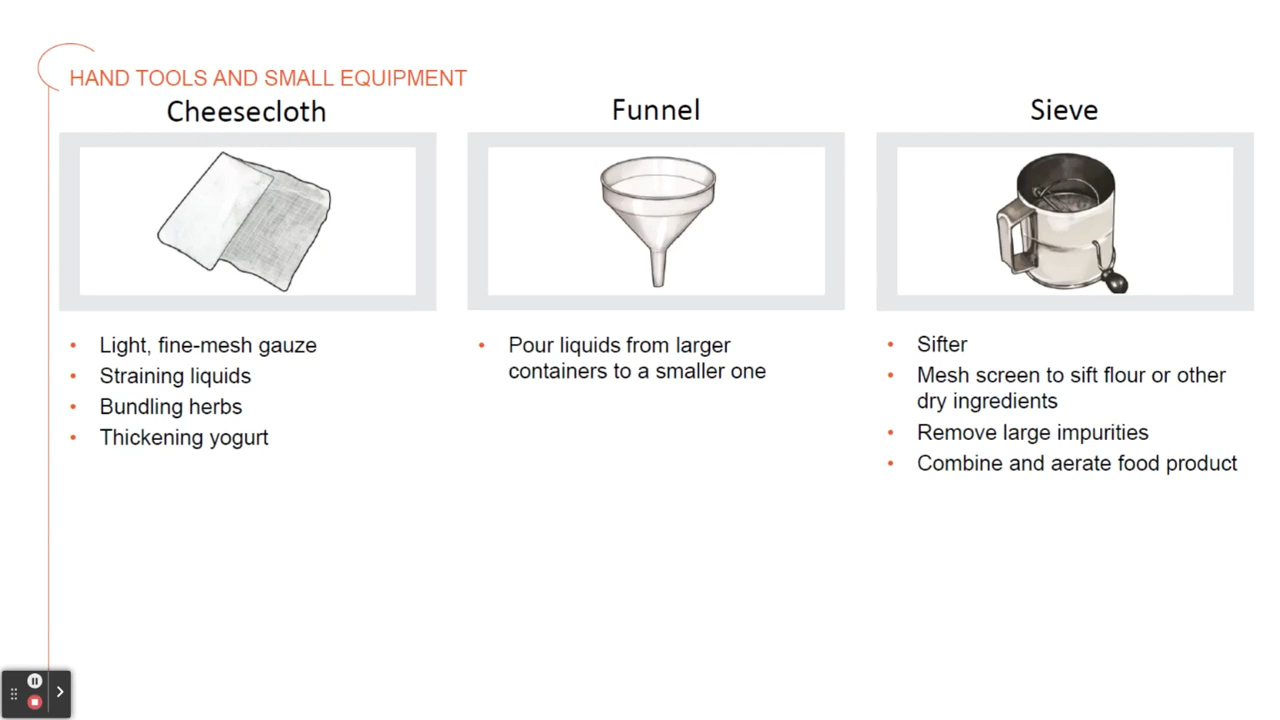 HAND TOOLS AND SMALL EQUIPMENT
Cheesecloth
• Light, fine-mesh gauze
• Straining liquids
• Bundling herbs
• Thickening yogurt
Funnel
• Pour liquids from larger
containers to a smaller one
Sieve
• Sifter
• Mesh screen to sift flour or other
dry ingredients
• Remove large impurities
• Combine and aerate food product